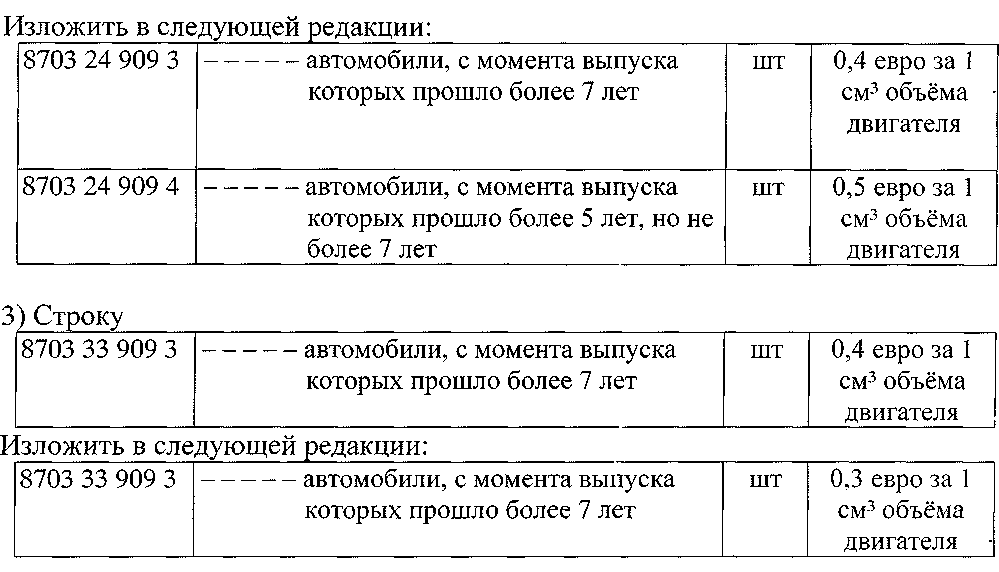 Изложить в следующей редакции:
8703 24 909 3 – – – – – автомобили, с момента выпуска шт 0,4 евро за 1
которых прошло более 7 лет см³ объёма
двигателя
8703 24 909 4 – – – – – автомобили, с момента выпуска шт 0,5 евро за 1
которых прошло более 5 лет, но не см³ объёма
более 7 лет двигателя
3) Строку
8703 33 909 3 – – – – – автомобили, с момента выпуска шт 0,4 евро за 1
которых прошло более 7 лет см³ объёма
двигателя
Изложить в следующей редакции:
8703 33 909 3 – – – – – автомобили, с момента выпуска шт 0,3 евро за 1
которых прошло более 7 лет см³ объёма
двигателя